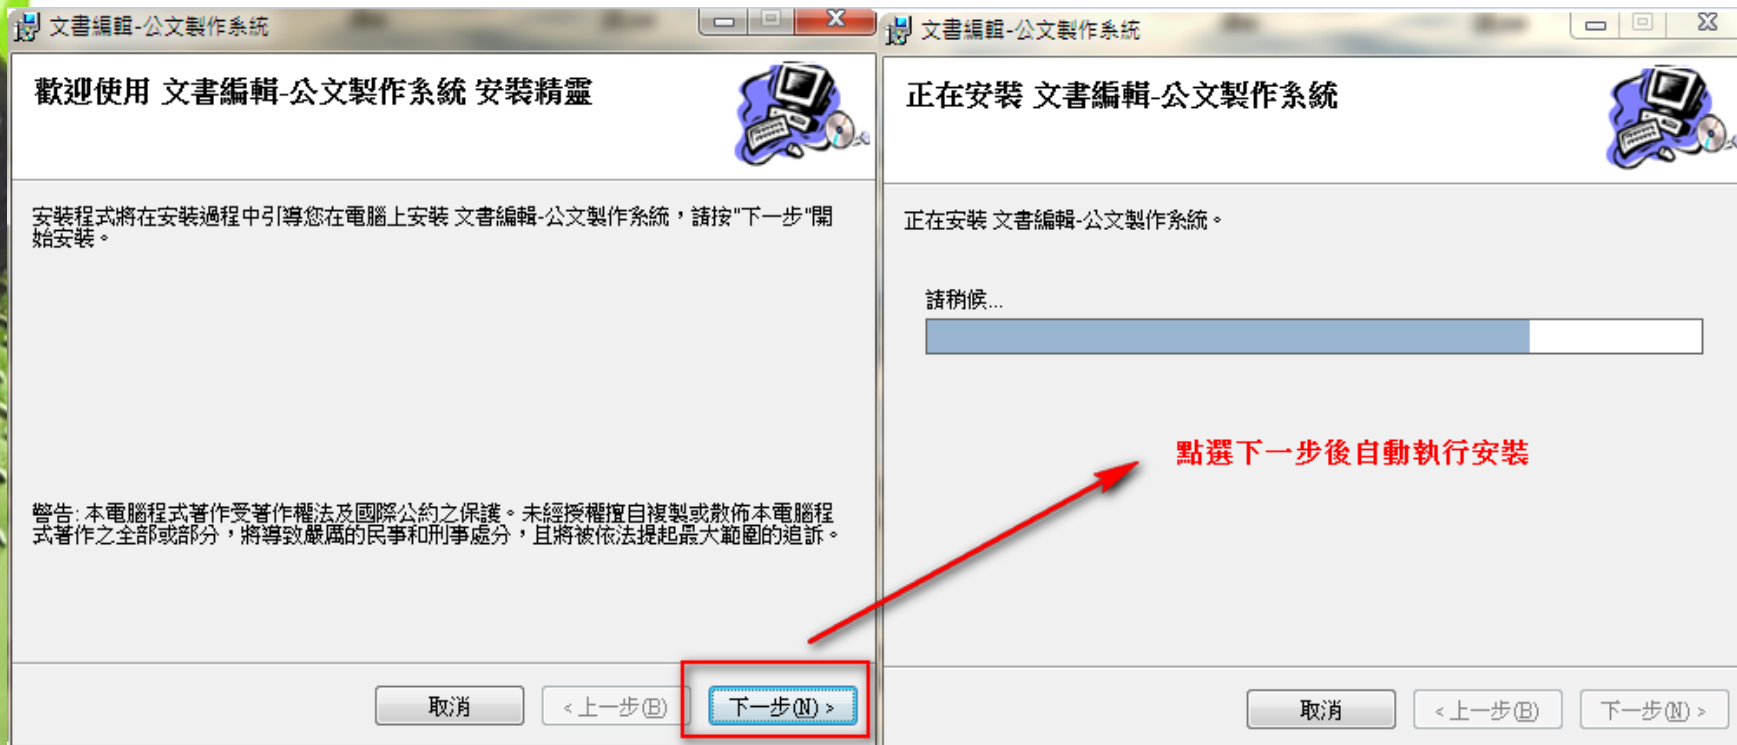 文書編輯-公文製作系統
歡迎使用 文書編輯-公文製作系統 安裝精靈
安裝程式將在安裝過程中引導您在電腦上安裝 文書編輯-公文製作系統，請按"下一步"開
始安裝。
警告: 本電腦程式著作受著作權法及國際公約之保護。未經授權擅自複製或散佈本電腦程
式著作之全部或部分，將導致嚴厲的民事和刑事處分，且將被依法提起最大範圍的追訴。
取消
<上一步(B)
下一步(N) >
文書編輯-公文製作系統
正在安裝 文書編輯-公文製作系統
正在安裝 文書編輯-公文製作系統。
請稍候...
點選下一步後自動執行安裝
取消
<上一步(B)
下一步(N) >